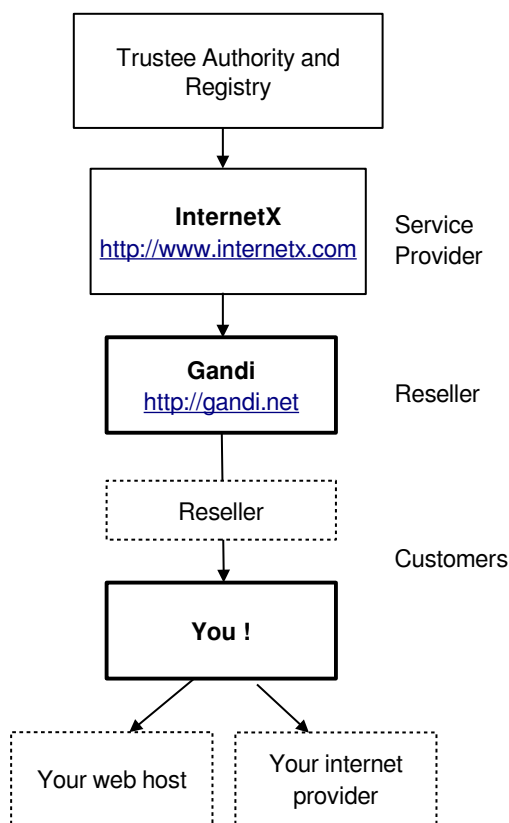 Trustee Authority and
Registry
InternetX
http://www.internetx.com
Service
Provider
Gandi
http://gandi.net
Reseller
Reseller
Customers
You !
Your web host
Your internet
provider